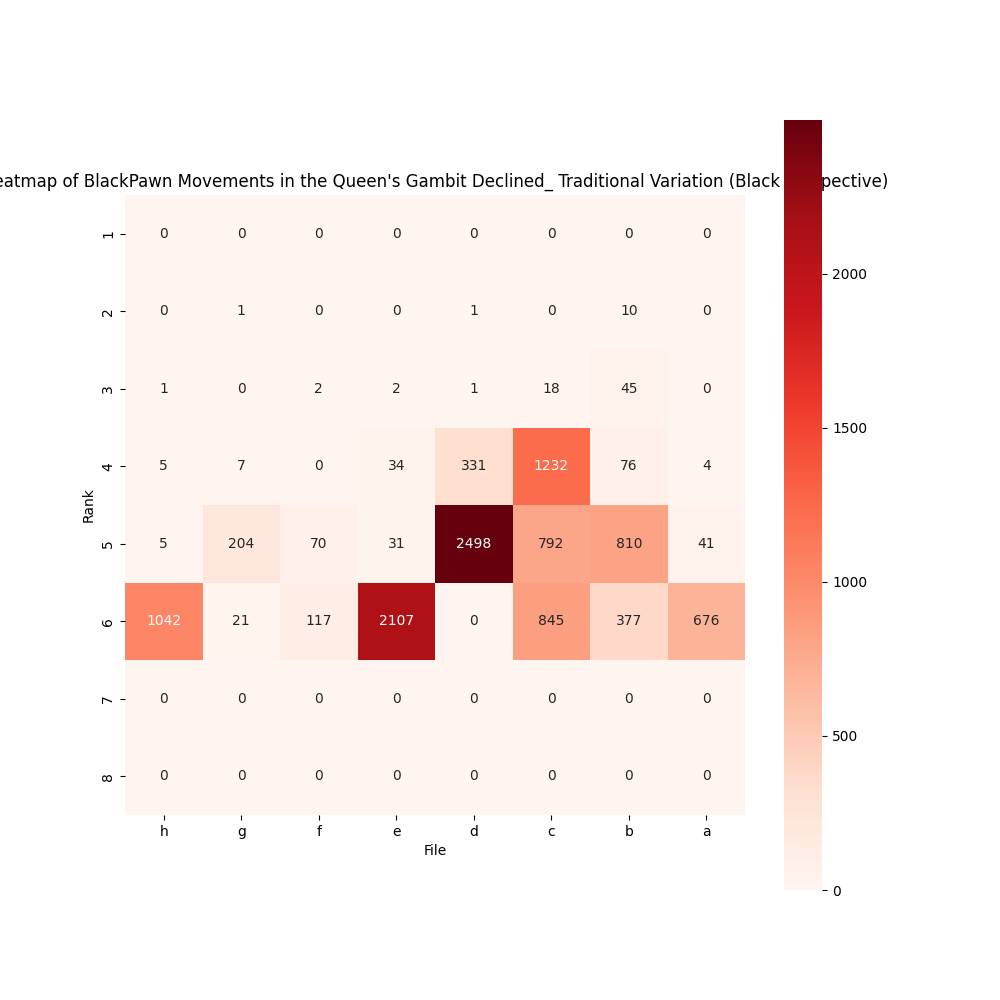 eatmap of BlackPawn Movements in the Queen's Gambit Declined_ Traditional Variation (Black pective)
1 0 0 0 0 0 0 0 0
2 0 1 0 0 1 0 10 0
3 1 0 2 2 1 18 45 0
4 5 7 0 34 331 1232 76 4
5 5 204 70 31 2498 792 810 41
6 1042 21 117 2107 0 845 377 676
7 0 0 0 0 0 0 0 0
8 0 0 0 0 0 0 0 0
h g f e d c b a
File
Rank
2000
1500
1000
500
0